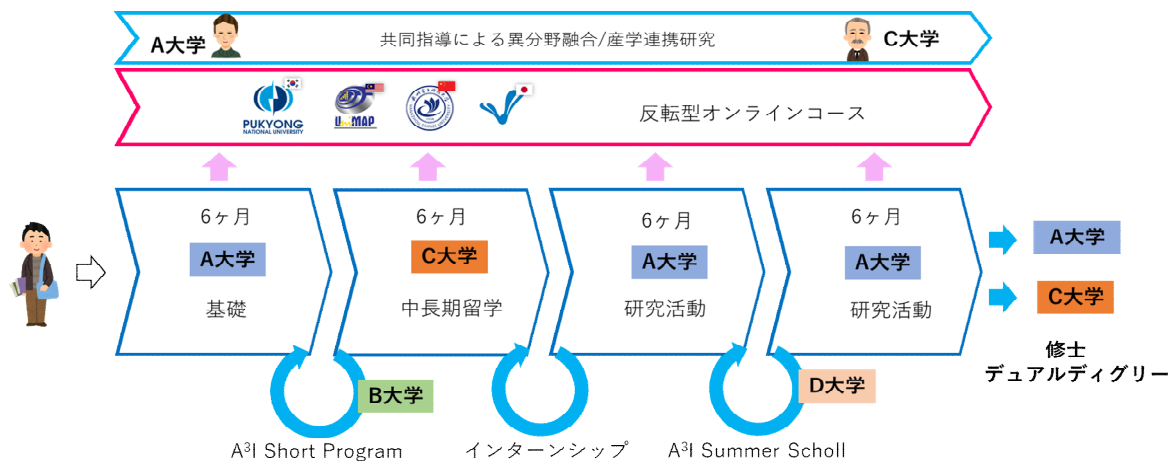 A大学
共同指導による異分野融合/産学連携研究
C大学
PUKYONG
NATIONAL UNIVERSITY
UniMAP
反転型オンラインコース
6ヶ月
A大学
基礎
6ヶ月
C大学
中長期留学
6ヶ月
A大学
研究活動
6ヶ月
A大学
研究活動
A大学
C大学
修士
デュアルディグリー
B大学
D大学
A³I Short Program
インターンシップ
A³I Summer Scholl